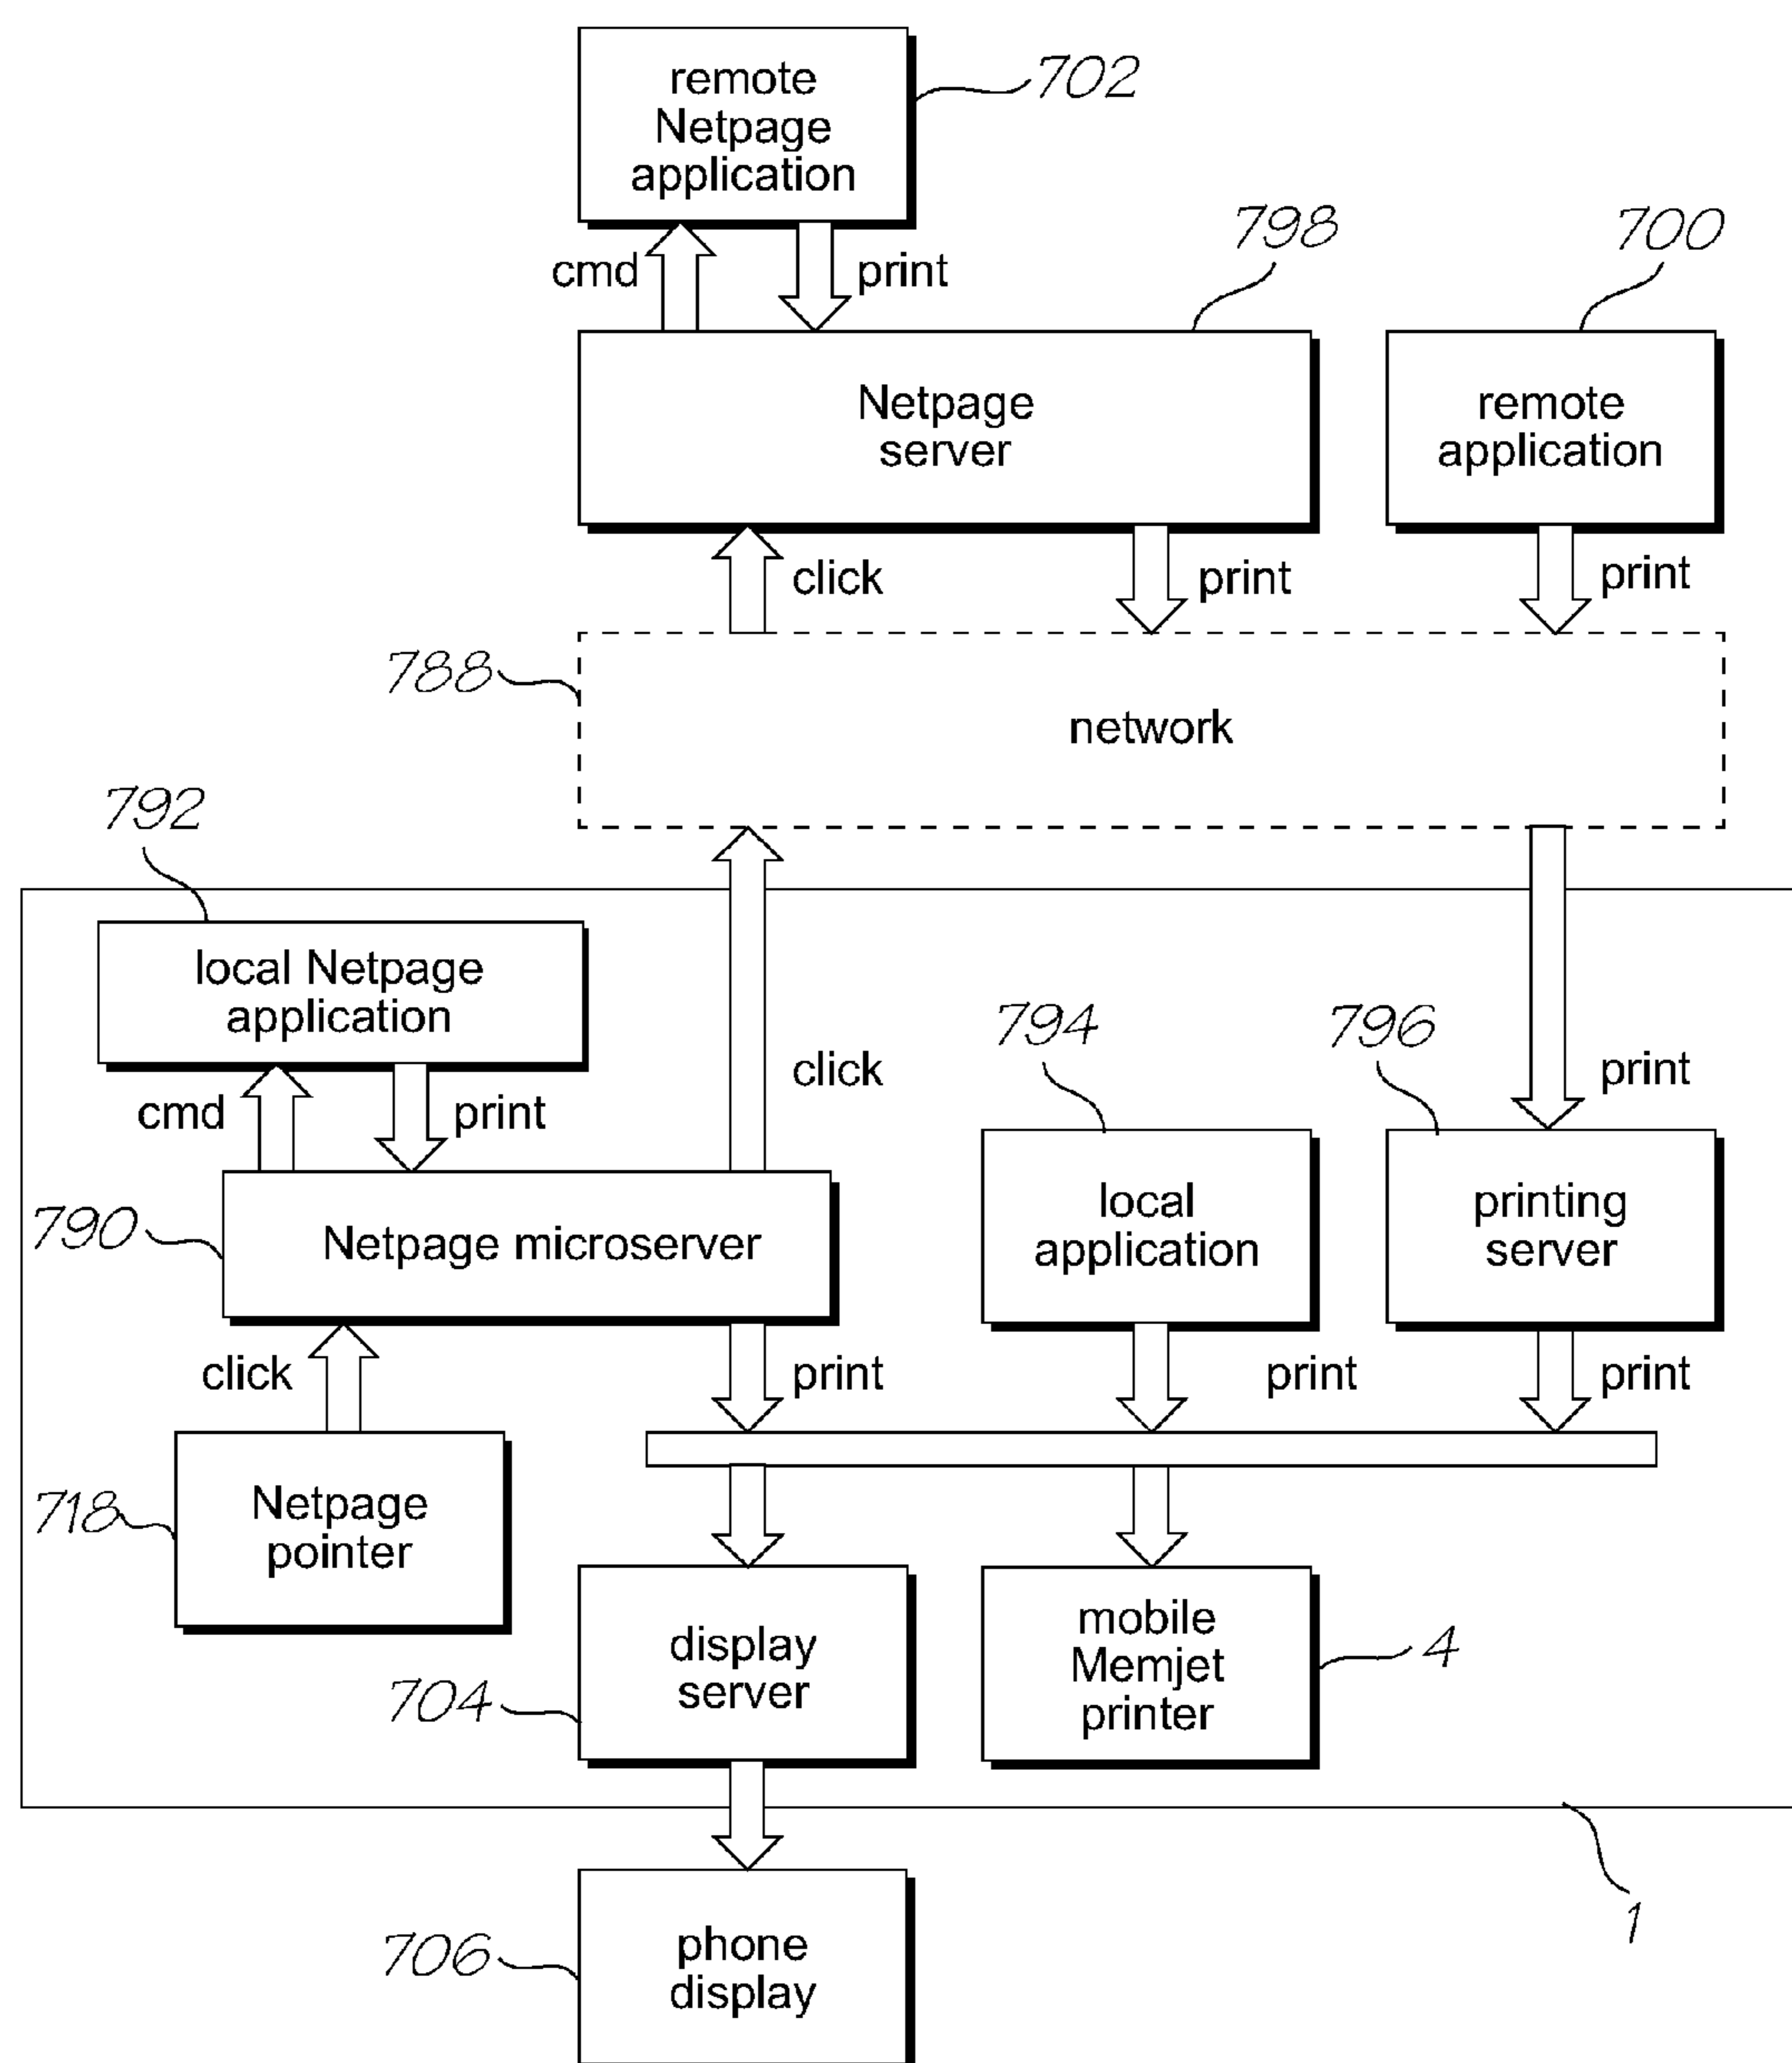 remote
Netpage
application
702
cmd
print
798
700
Netpage
server
remote
application
click
print
print
788
network
792
local Netpage
application
794
796
click
print
cmd
print
790
Netpage microserver
local
application
printing
server
click
print
print
print
718
Netpage
pointer
704
display
server
mobile
Memjet
printer
4
706
phone
display
1